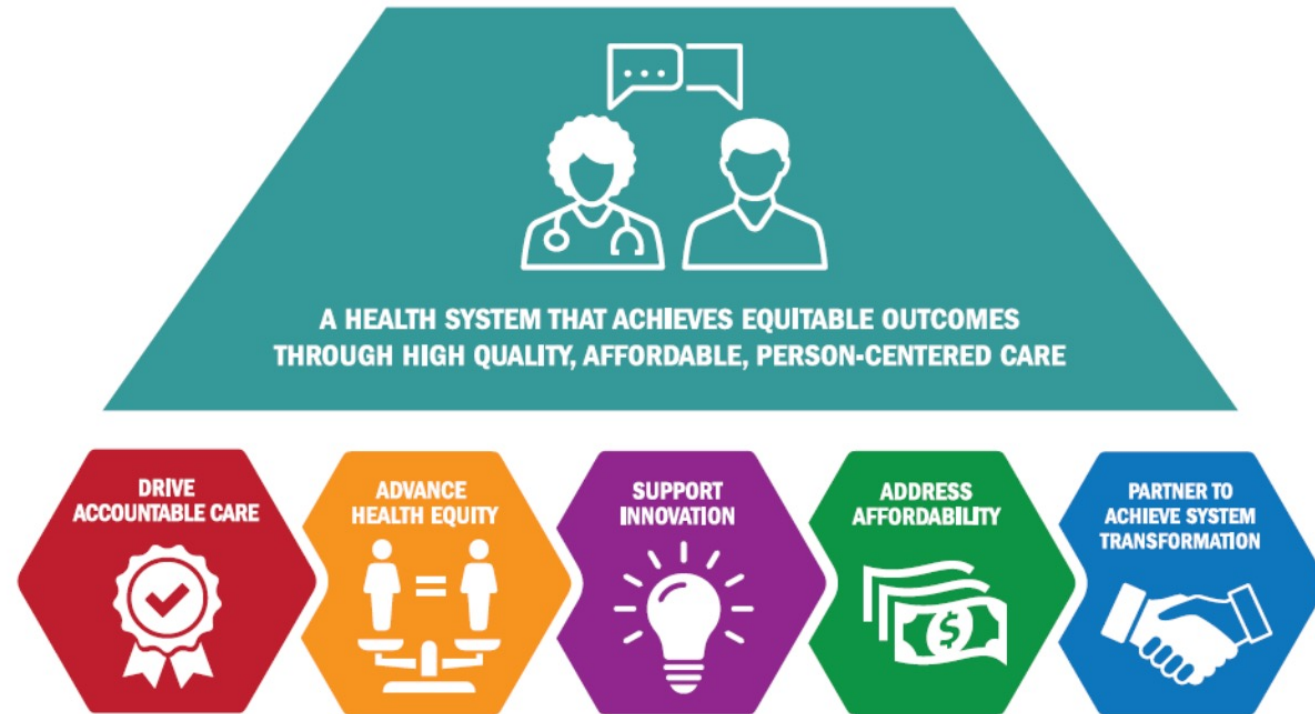 A HEALTH SYSTEM THAT ACHIEVES EQUITABLE OUTCOMES
THROUGH HIGH QUALITY, AFFORDABLE, PERSON-CENTERED CARE
DRIVE
ACCOUNTABLE CARE
ADVANCE
HEALTH EQUITY
SUPPORT
INNOVATION
ADDRESS
AFFORDABILITY
PARTNER TO
ACHIEVE SYSTEM
TRANSFORMATION
$